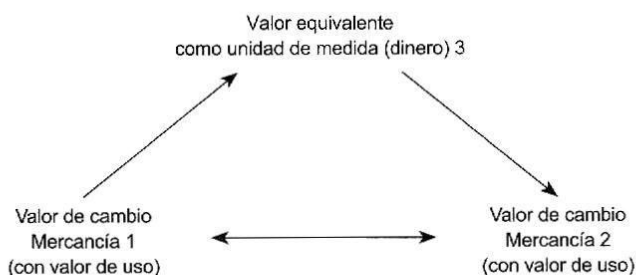 Valor equivalente
como unidad de medida (dinero) 3
Valor de cambio
Mercancía 1
(con valor de uso)
Valor de cambio
Mercancía 2
(con valor de uso)